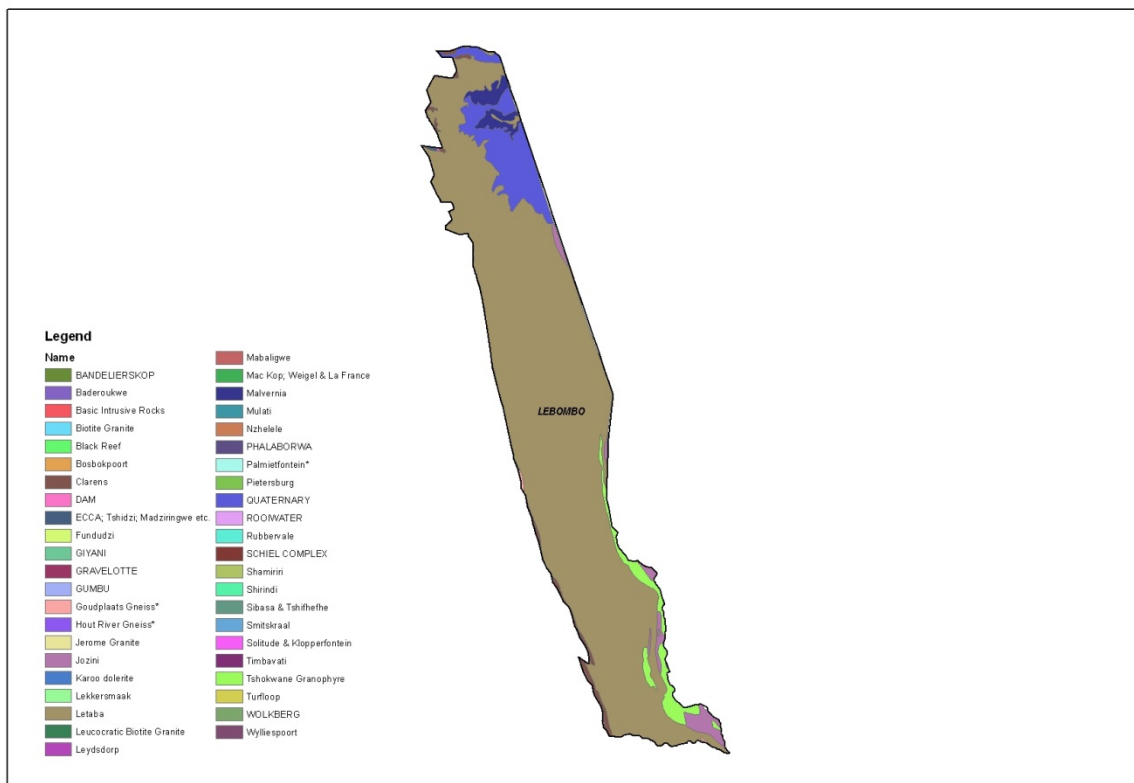 LEBOMBO
Legend
Name
BANDELIERSKOP
Baderoukwe
Basic Intrusive Rocks
Biotite Granite
Black Reef
Bosbokpoort
Clarens
DAM
ECCA; Tshidzi; Madziringwe etc.
Fundudzi
GIYANI
GRAVELOTTE
GUMBU
Goudplaats Gneiss*
Hout River Gneiss*
Jerome Granite
Jozini
Karoo dolerite
Lekkersmaak
Letaba
Leucocratic Biotite Granite
Leydsdorp
Mabaligwe
Mac Kop; Weigel & La France
Malvernia
Mulati
Nzhelele
PHALABORWA
Palmietfontein*
Pietersburg
QUATERNARY
ROOIWATER
Rubbervale
SCHIEL COMPLEX
Shamiriri
Shirindi
Sibasa & Tshifhefhe
Smitskraal
Solitude & Klopperfontein
Timbavati
Tshokwane Granophyre
Turfloop
WOLKBERG
Wylliespoort